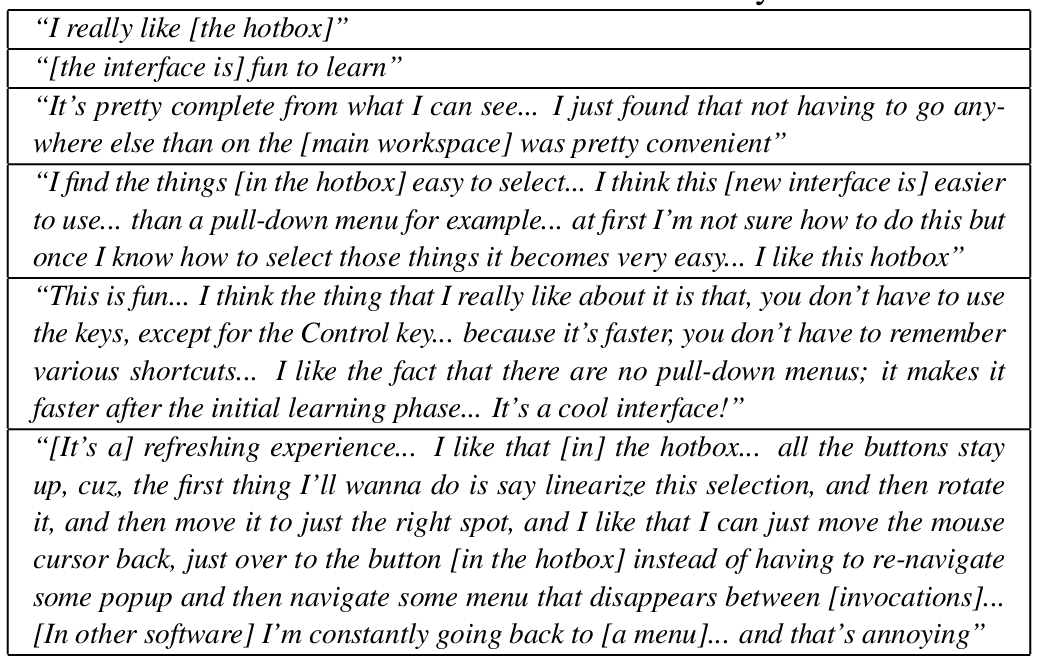 “I really like [the hotbox]”
“[the interface is] fun to learn”
“It’s pretty complete from what I can see... I just found that not having to go any-
where else than on the [main workspace] was pretty convenient”
“I find the things [in the hotbox] easy to select... I think this [new interface is] easier
to use... than a pull-down menu for example... at first I’m not sure how to do this but
once I know how to select those things it becomes very easy... I like this hotbox”
“This is fun... I think the thing that I really like about it is that, you don’t have to use
the keys, except for the Control key... because it’s faster, you don’t have to remember
various shortcuts... I like the fact that there are no pull-down menus; it makes it
faster after the initial learning phase... It’s a cool interface!”
“[It’s a] refreshing experience... I like that [in] the hotbox... all the buttons stay
up, cuz, the first thing I’ll wanna do is say linearize this selection, and then rotate
it, and then move it to just the right spot, and I like that I can just move the mouse
cursor back, just over to the button [in the hotbox] instead of having to re-navigate
some popup and then navigate some menu that disappears between [invocations]...
[In other software] I’m constantly going back to [a menu]... and that’s annoying”